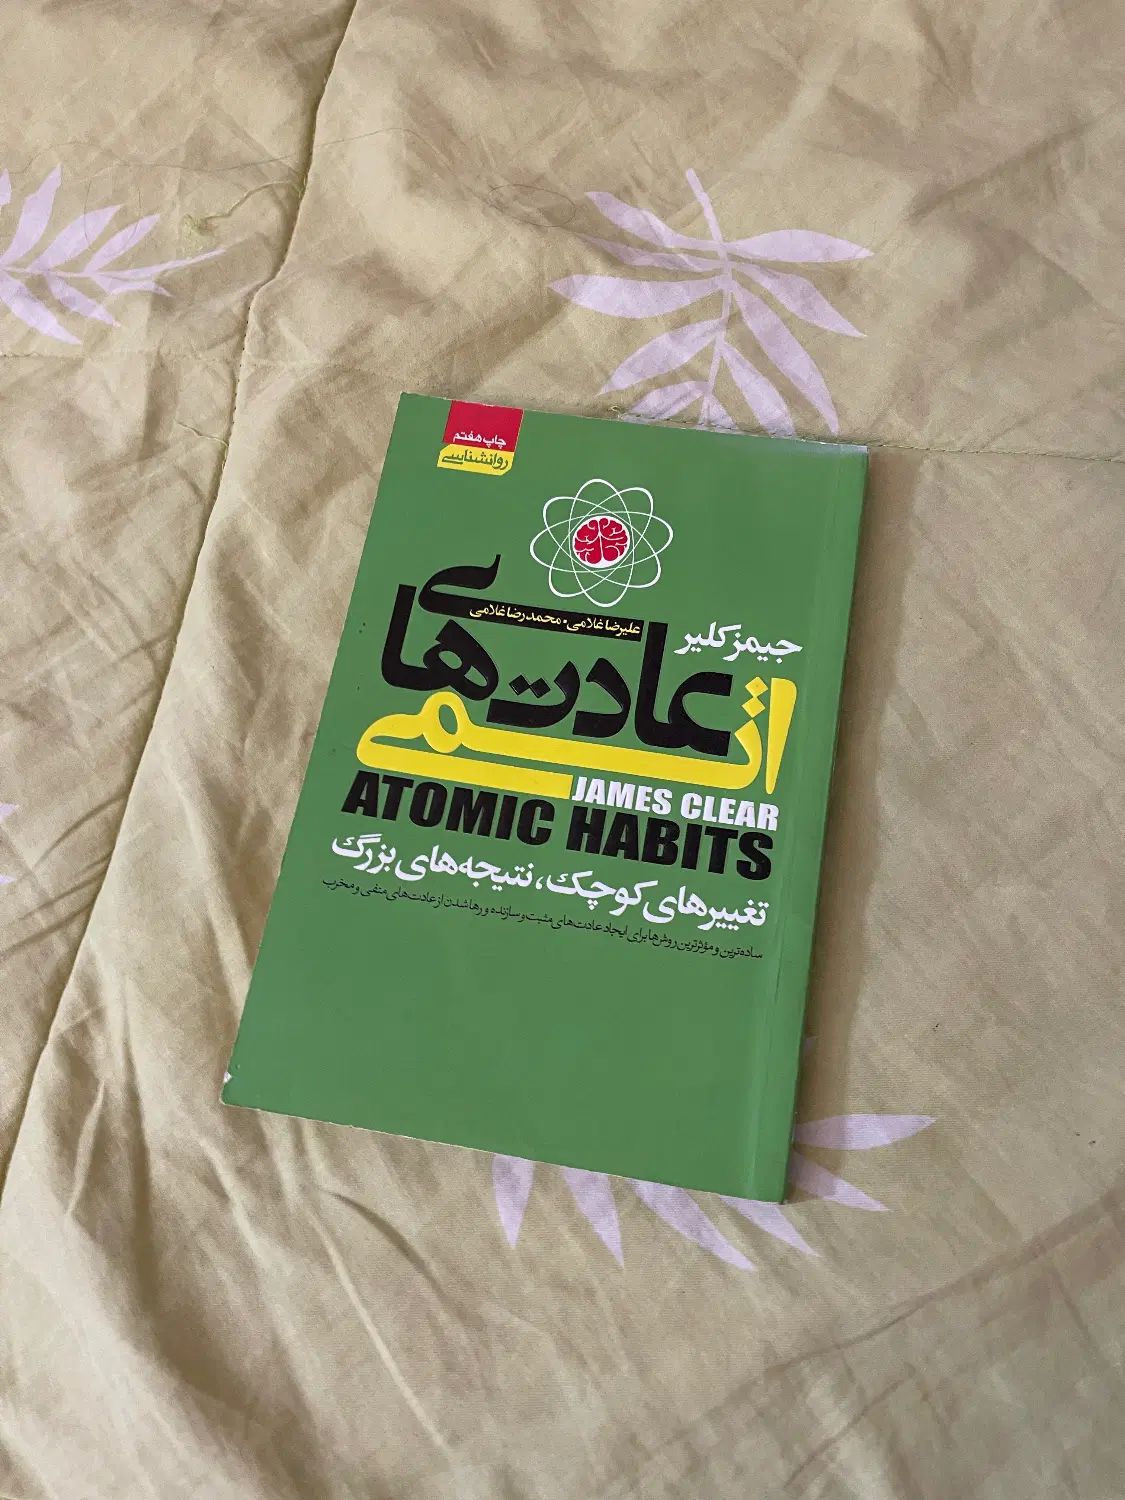 چاپ هفتم
روانشناسی
جیمز کلیر
علیرضا غلامی • محمدرضا غلامی
عادت‌های
اتمی
JAMES CLEAR
ATOMIC HABITS
تغییرهای کوچک، نتیجه‌های بزرگ
ساده‌ترین و مؤثرترین روش‌ها برای ایجاد عادت‌های مثبت و سازنده و رها شدن از عادت‌های منفی و مخرب